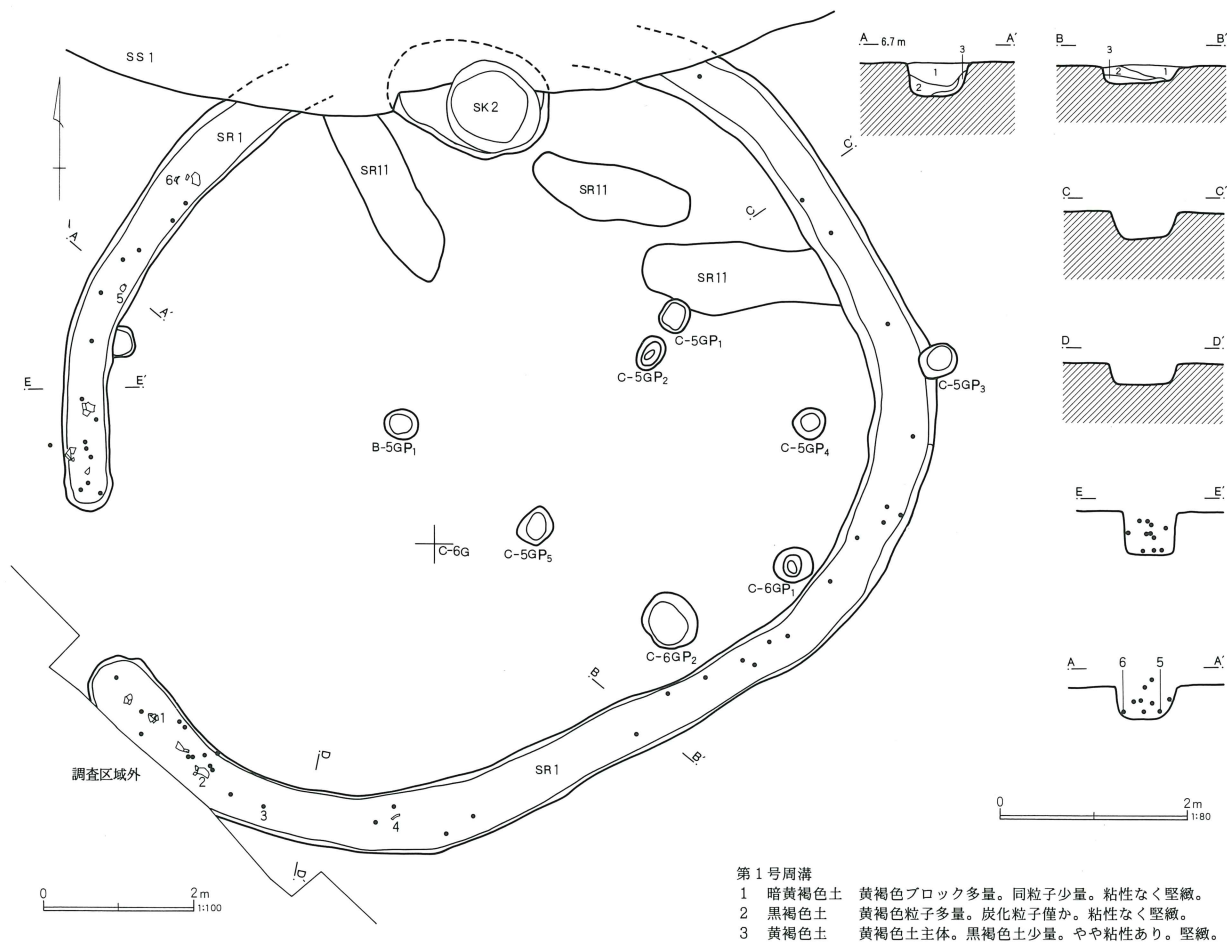 SS1
SK2
SR1
SR11
SR11
SR11
6
5
A
A'
C
C'
E
E'
C-5GP₁
C-5GP₂
C-5GP₃
C-5GP₄
B-5GP₁
C-5GP₅
C-6G
C-6GP₁
C-6GP₂
B
B'
D
D'
SR1
1
2
3
4
調査区域外
0 2m
1:100
A 6.7m A'
1
2
3
B B'
3
2
1
C C'
D D'
E E'
A 6 5 A'
0 2m
1:80
第1号周溝
1 暗黄褐色土 黄褐色ブロック多量。同粒子少量。粘性なく堅緻。
2 黒褐色土 黄褐色粒子多量。炭化粒子僅か。粘性なく堅緻。
3 黄褐色土 黄褐色土主体。黒褐色土少量。やや粘性あり。堅緻。